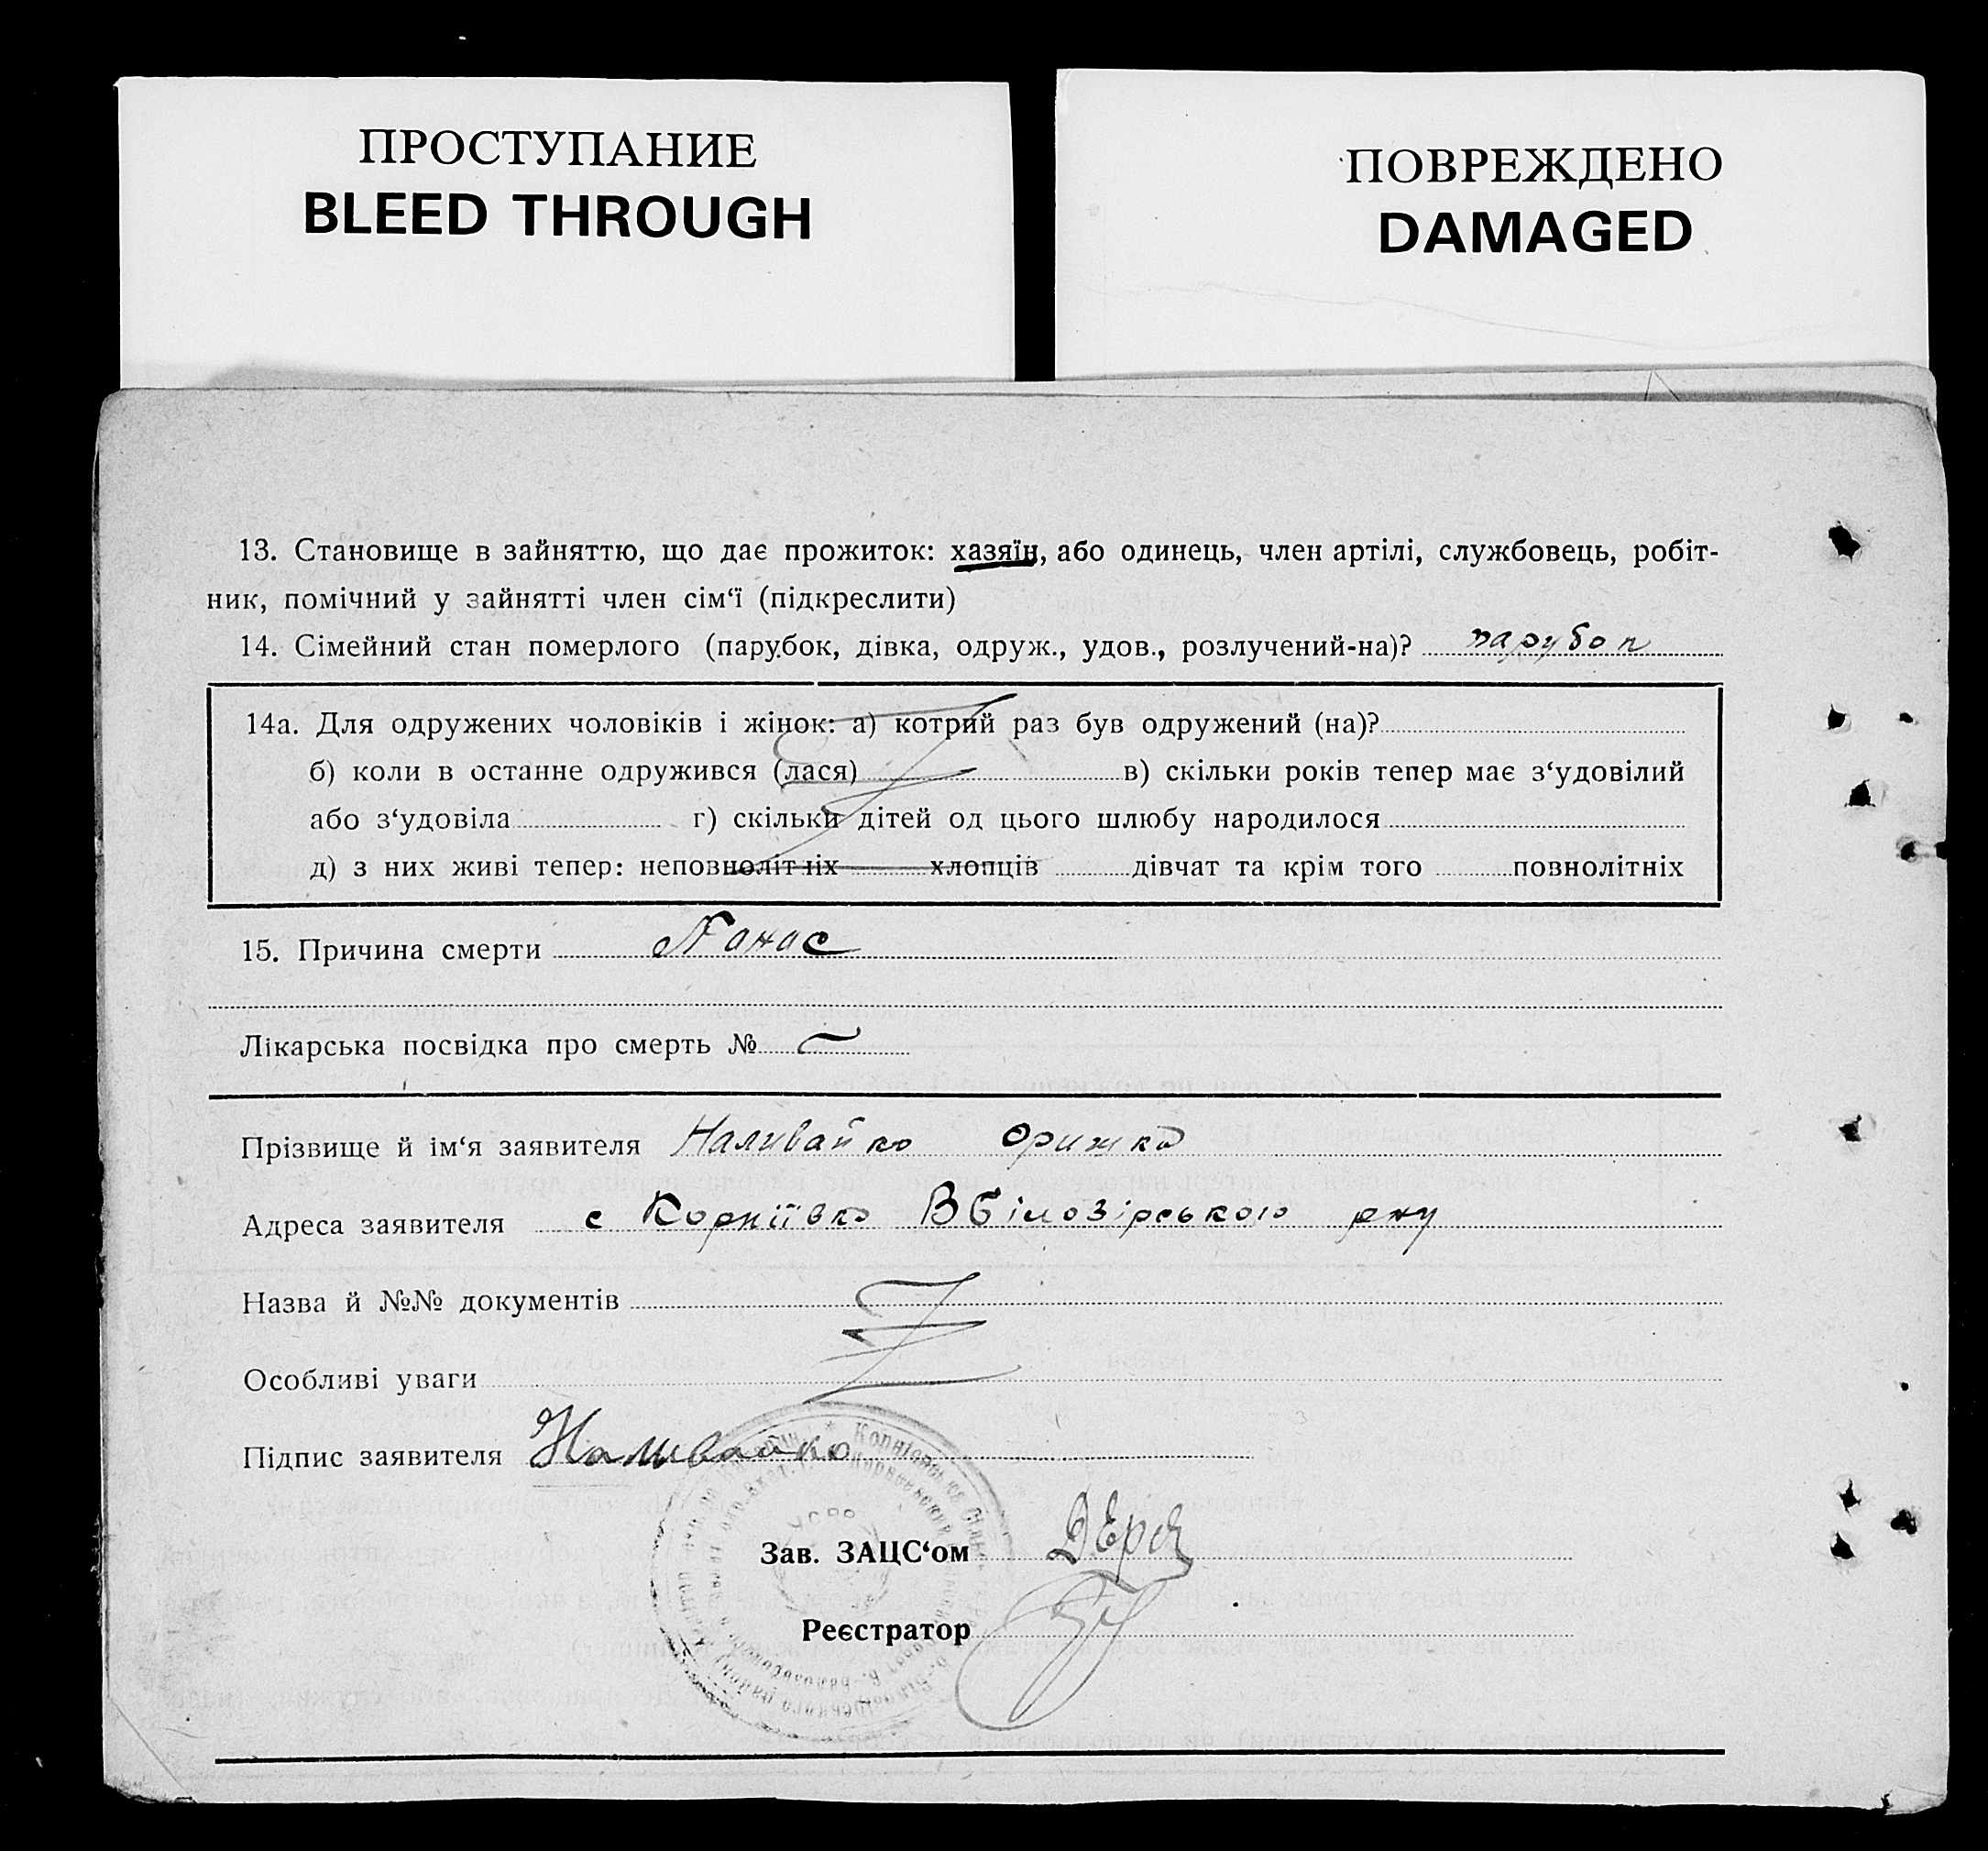 ПРОСТУПАНИЕ
BLEED THROUGH
ПОВРЕЖДЕНО
DAMAGED
13. Становище в зайняттю, що дає прожиток: хазяїн, або одинець, член артілі, службовець, робіт-
ник, помічний у зайнятті член сім‘ї (підкреслити)
14. Сімейний стан померлого (парубок, дівка, одруж., удов., розлучений-на)? парубок
14а. Для одружених чоловіків і жінок: а) котрий раз був одружений (на)?
б) коли в останне одружився (лася) в) скільки років тепер має з‘удовілий
або з‘удовіла г) скільки дітей од цього шлюбу народилося
д) з них живі тепер: неповнолітніх хлопців дівчат та крім того повнолітніх
15. Причина смерти
Лікарська посвідка про смерть № —
Прізвище й ім‘я заявителя Наливайко Оришка
Адреса заявителя с Корніївка ВБілозірського рну
Назва й №№ документів
Особливі уваги
Підпис заявителя Наливайко
Зав. ЗАЦС‘ом
Реєстратор
УСРР